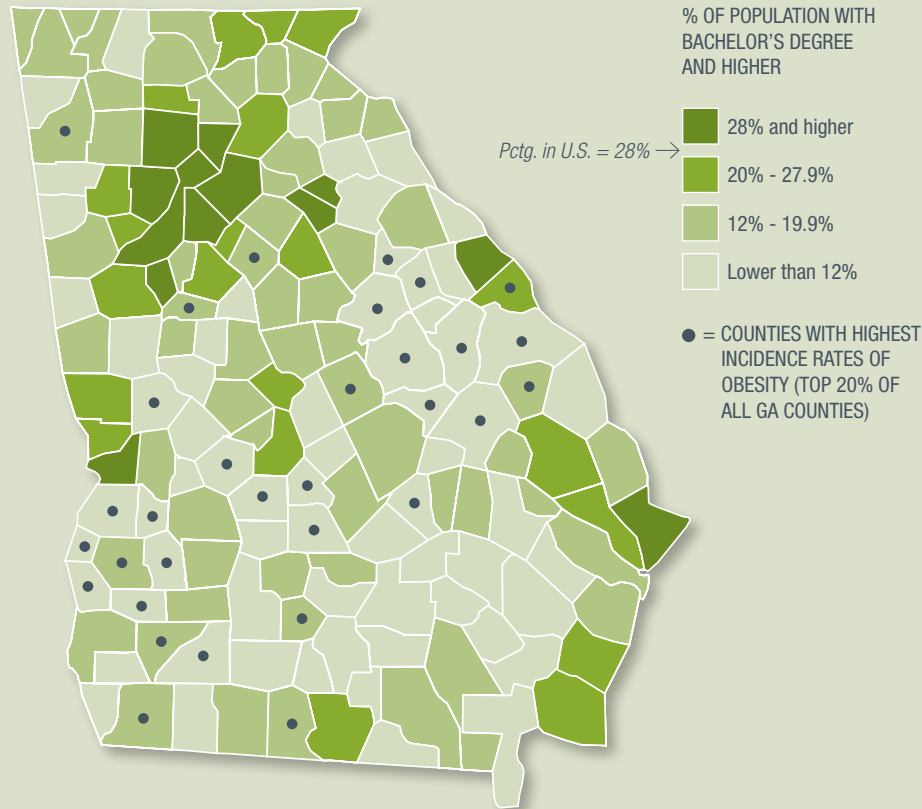 % OF POPULATION WITH
BACHELOR'S DEGREE
AND HIGHER
28% and higher
Pctg. in U.S. = 28% →
20% - 27.9%
12% - 19.9%
Lower than 12%
= COUNTIES WITH HIGHEST
INCIDENCE RATES OF
OBESITY (TOP 20% OF
ALL GA COUNTIES)